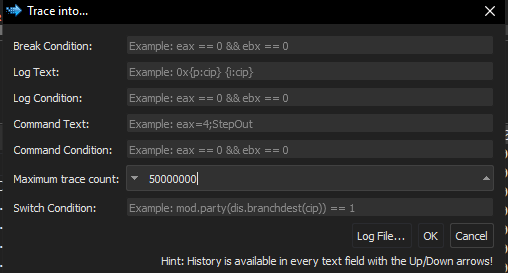 Trace into...
Break Condition: Example: eax == 0 && ebx == 0
Log Text: Example: 0x{p:cip} {i:cip}
Log Condition: Example: eax == 0 && ebx == 0
Command Text: Example: eax=4;StepOut
Command Condition: Example: eax == 0 && ebx == 0
Maximum trace count: 50000000
Switch Condition: Example: mod.party(dis.branchdest(cip)) == 1
Log File... OK Cancel
Hint: History is available in every text field with the Up/Down arrows!